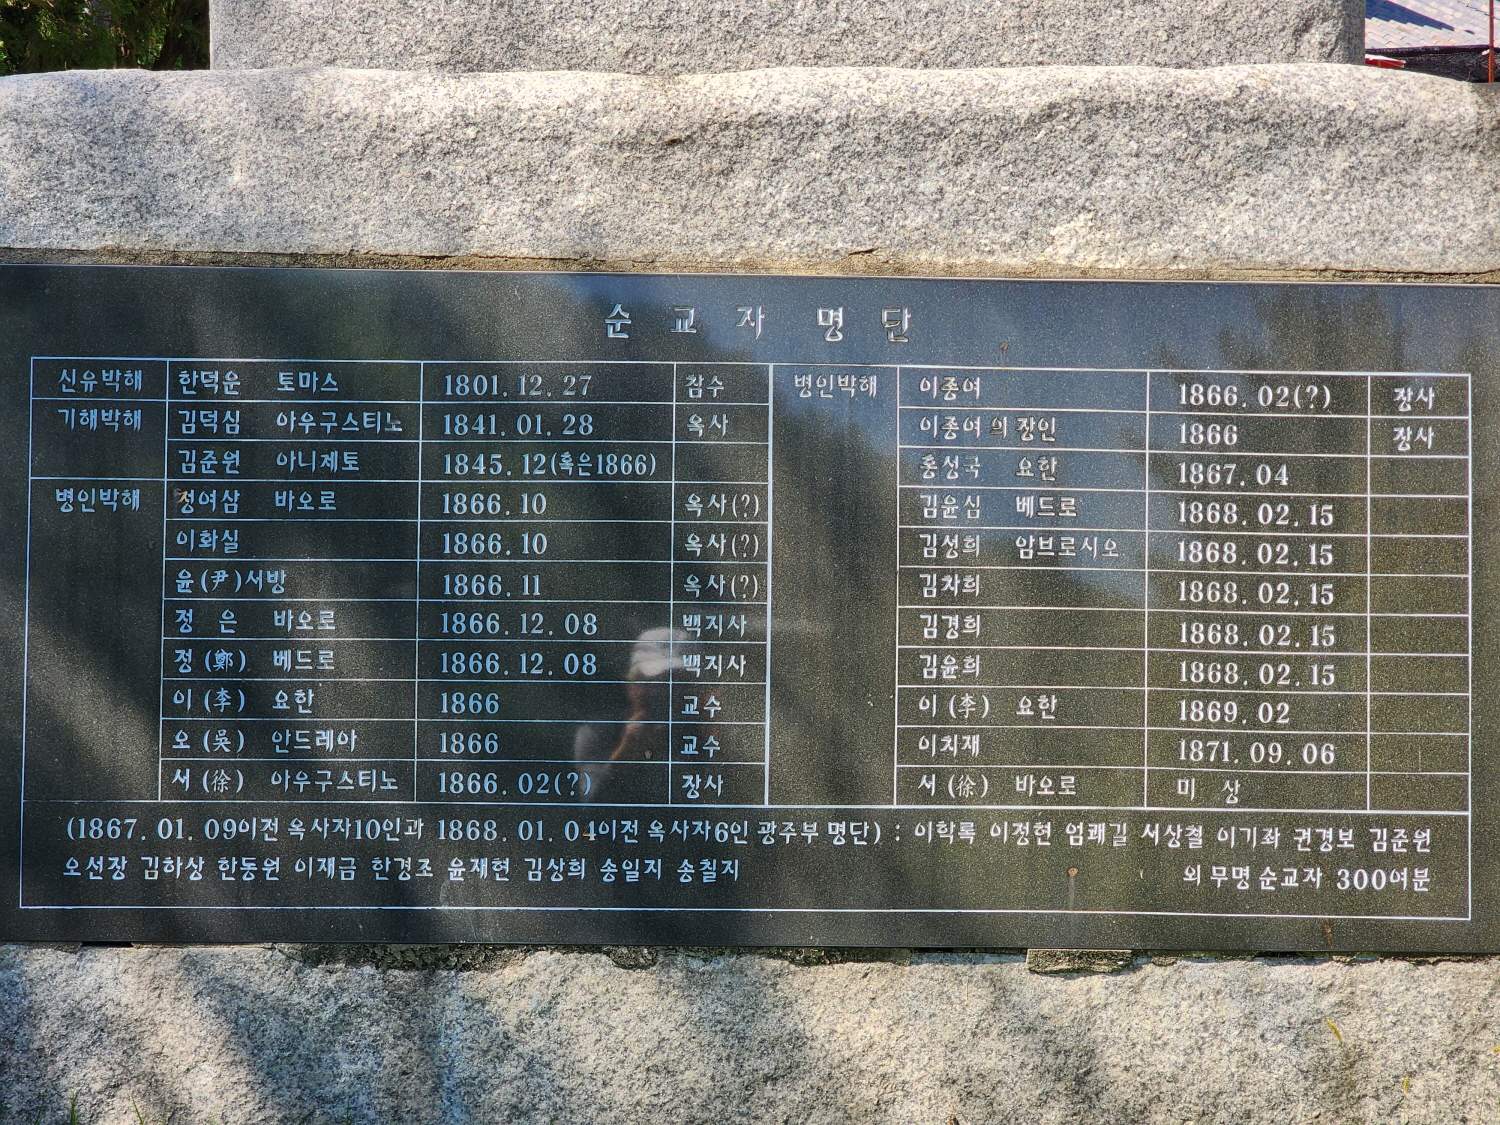 순교자 명단
신유박해 한덕운 토마스 1801.12.27 참수
기해박해 김덕심 아우구스티노 1841.01.28 옥사
김준원 아니제토 1845.12(혹은1866)
병인박해 정여삼 바오로 1866.10 옥사(?)
이화실 1866.10 옥사(?)
윤(尹)서방 1866.11 옥사(?)
정 은 바오로 1866.12.08 백지사
정(鄭) 베드로 1866.12.08 백지사
이(李) 요한 1866 교수
오(吳) 안드레아 1866 교수
서(徐) 아우구스티노 1866.02(?) 장사
병인박해 이종여 1866.02(?) 장사
이종여의 장인 1866 장사
홍성국 요한 1867.04
김윤심 베드로 1868.02.15
김성희 암브로시오 1868.02.15
김차희 1868.02.15
김경희 1868.02.15
김윤희 1868.02.15
이(李) 요한 1869.02
이치재 1871.09.06
서(徐) 바오로 미 상
(1867.01.09이전 옥사자10인과 1868.01.04이전 옥사자6인 광주부 명단) : 이학록 이정현 엄쾌길 서상철 이기좌 권경보 김준원
오선장 김하상 한동원 이재금 한경조 윤재현 김상희 송일지 송칠지 외 무명 순교자 300여분